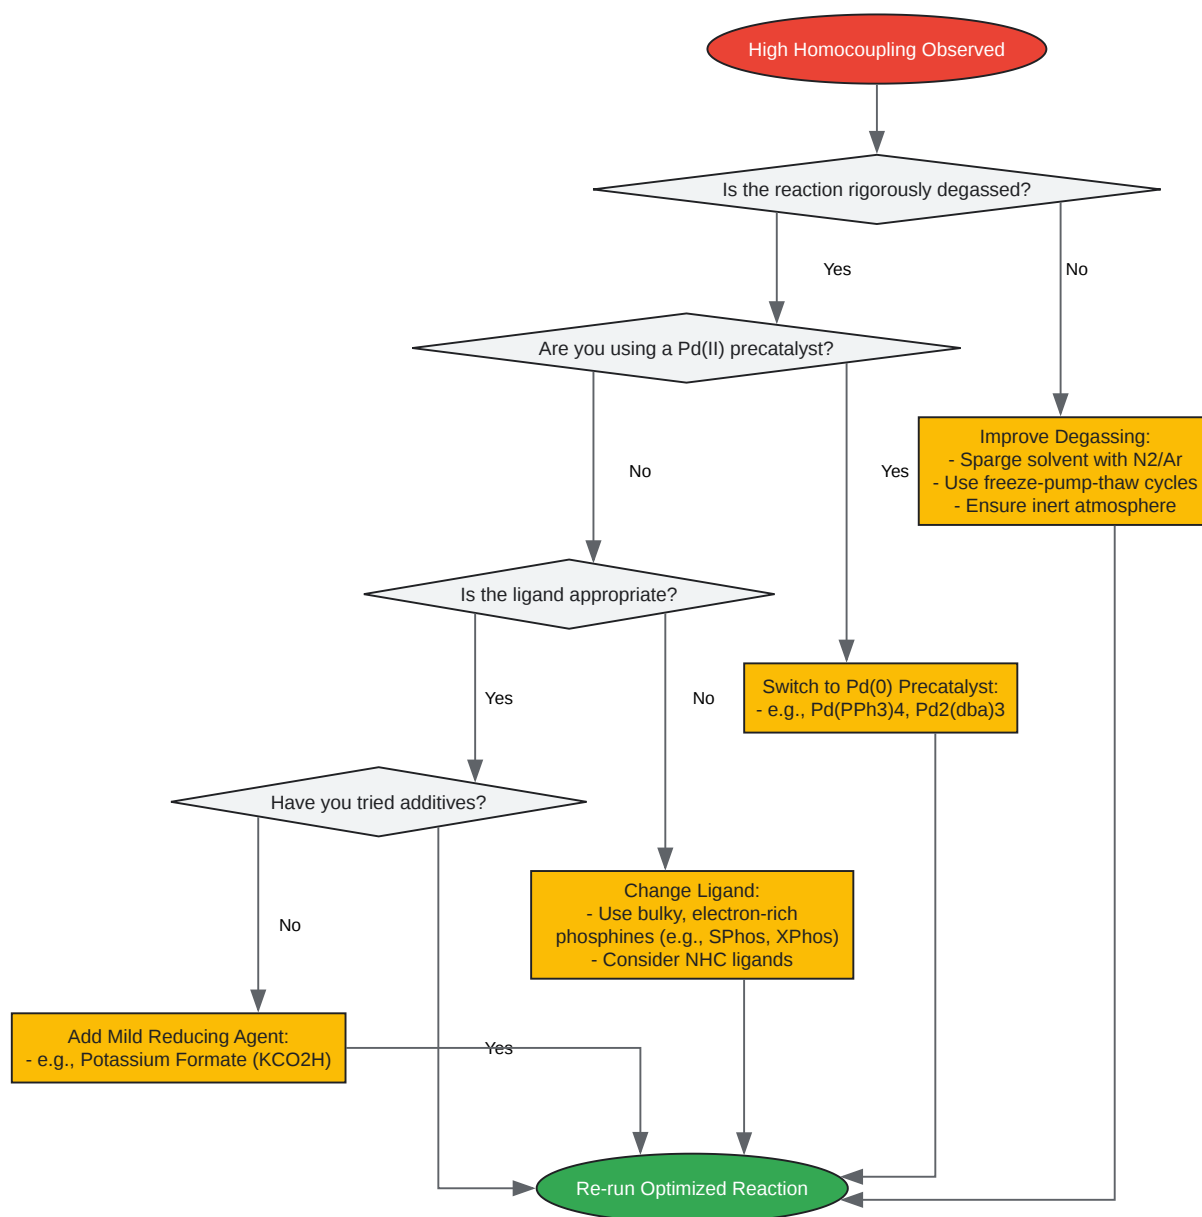 High Homocoupling Observed
Is the reaction rigorously degassed?
Yes
No
Are you using a Pd(II) precatalyst?
Improve Degassing:
- Sparge solvent with N2/Ar
- Use freeze-pump-thaw cycles
- Ensure inert atmosphere
No
Yes
Is the ligand appropriate?
Switch to Pd(0) Precatalyst:
- e.g., Pd(PPh3)4, Pd2(dba)3
Yes
No
Have you tried additives?
Change Ligand:
- Use bulky, electron-rich
phosphines (e.g., SPhos, XPhos)
- Consider NHC ligands
No
Add Mild Reducing Agent:
- e.g., Potassium Formate (KCO2H)
Yes
Re-run Optimized Reaction